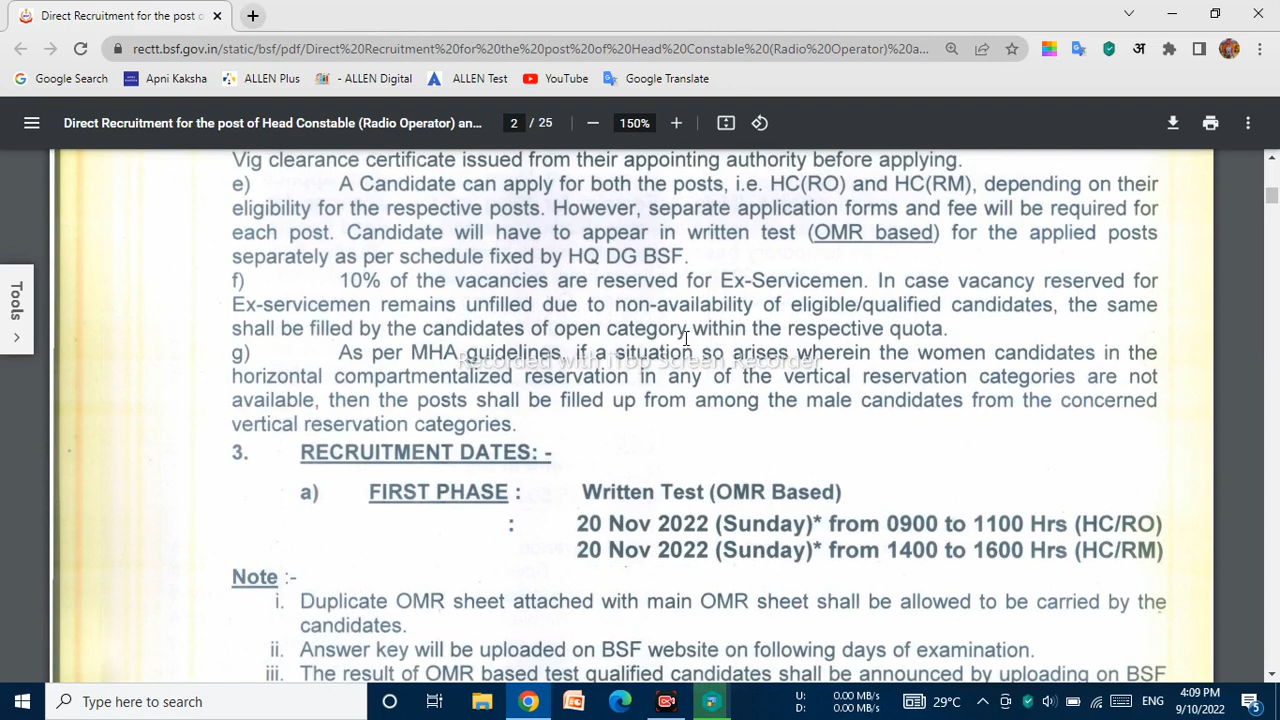 Direct Recruitment for the post o
rectt.bsf.gov.in/static/bsf/pdf/Direct%20Recruitment%20for%20the%20post%20of%20Head%20Constable%20(Radio%20Operator)%20a...
अ
Google Search
Apni Kaksha
ALLEN Plus
- ALLEN Digital
ALLEN Test
YouTube
Google Translate
Direct Recruitment for the post of Head Constable (Radio Operator) an...
2 / 25
150%
Tools
Vig clearance certificate issued from their appointing authority before applying.
e) A Candidate can apply for both the posts, i.e. HC(RO) and HC(RM), depending on their
eligibility for the respective posts. However, separate application forms and fee will be required for
each post. Candidate will have to appear in written test (OMR based) for the applied posts
separately as per schedule fixed by HQ DG BSF.
f) 10% of the vacancies are reserved for Ex-Servicemen. In case vacancy reserved for
Ex-servicemen remains unfilled due to non-availability of eligible/qualified candidates, the same
shall be filled by the candidates of open category within the respective quota.
g) As per MHA guidelines, if a situation so arises wherein the women candidates in the
Recorded with iTop Screen Recorder
horizontal compartmentalized reservation in any of the vertical reservation categories are not
available, then the posts shall be filled up from among the male candidates from the concerned
vertical reservation categories.
3. RECRUITMENT DATES: -
a) FIRST PHASE : Written Test (OMR Based)
: 20 Nov 2022 (Sunday)* from 0900 to 1100 Hrs (HC/RO)
20 Nov 2022 (Sunday)* from 1400 to 1600 Hrs (HC/RM)
Note :-
i. Duplicate OMR sheet attached with main OMR sheet shall be allowed to be carried by the
candidates.
ii. Answer key will be uploaded on BSF website on following days of examination.
iii. The result of OMR based test qualified candidates shall be announced by uploading on BSF
Type here to search
U: 0.00 MB/s
D: 0.00 MB/s
29°C
ENG
4:09 PM
9/10/2022
5